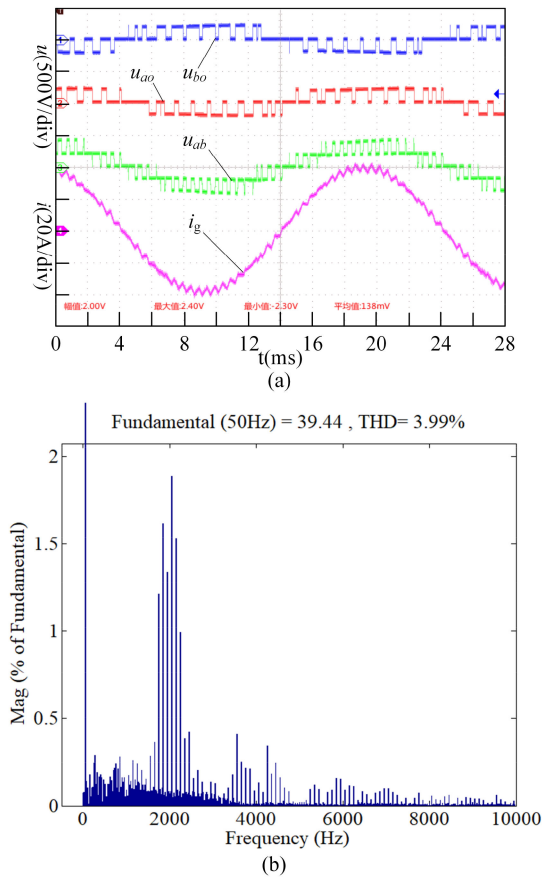 u(500V/div)
i(20A/div)
1
2
u_ao
u_bo
u_ab
i_g
幅值:2.00V 最大值:2.40V 最小值:-2.30V 平均值:138mV
0 4 8 12 16 20 24 28
t(ms)
(a)
Fundamental (50Hz) = 39.44 , THD= 3.99%
Mag (% of Fundamental)
2
1.5
1
0.5
0
0 2000 4000 6000 8000 10000
Frequency (Hz)
(b)